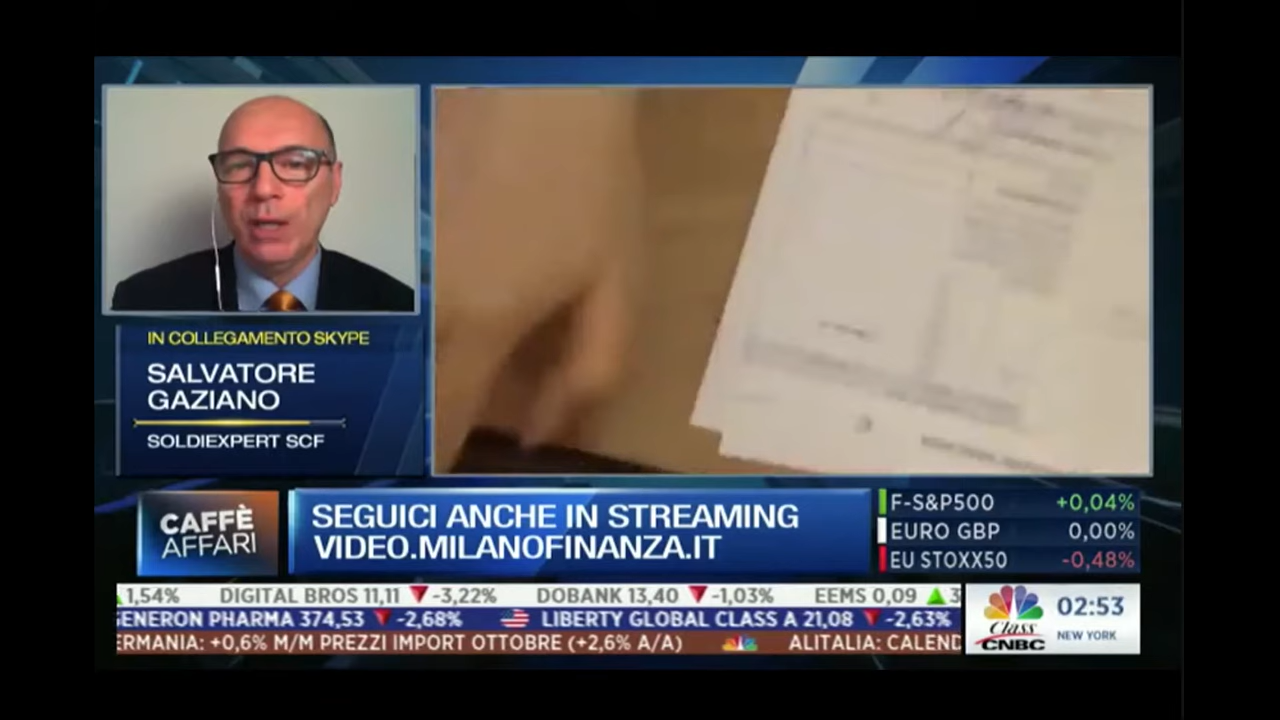 IN COLLEGAMENTO SKYPE
SALVATORE
GAZIANO
SOLDIEXPERT SCF
CAFFÈ
AFFARI
SEGUICI ANCHE IN STREAMING
VIDEO.MILANOFINANZA.IT
F-S&P500 +0,04%
EURO GBP 0,00%
EU STOXX50 -0,48%
1,54% DIGITAL BROS 11,11 -3,22% DOBANK 13,40 -1,03% EEMS 0,09 3
GENERON PHARMA 374,53 -2,68% LIBERTY GLOBAL CLASS A 21,08 -2,63%
ERMANIA: +0,6% M/M PREZZI IMPORT OTTOBRE (+2,6% A/A) ALITALIA: CALEND
Class
CNBC
02:53
NEW YORK